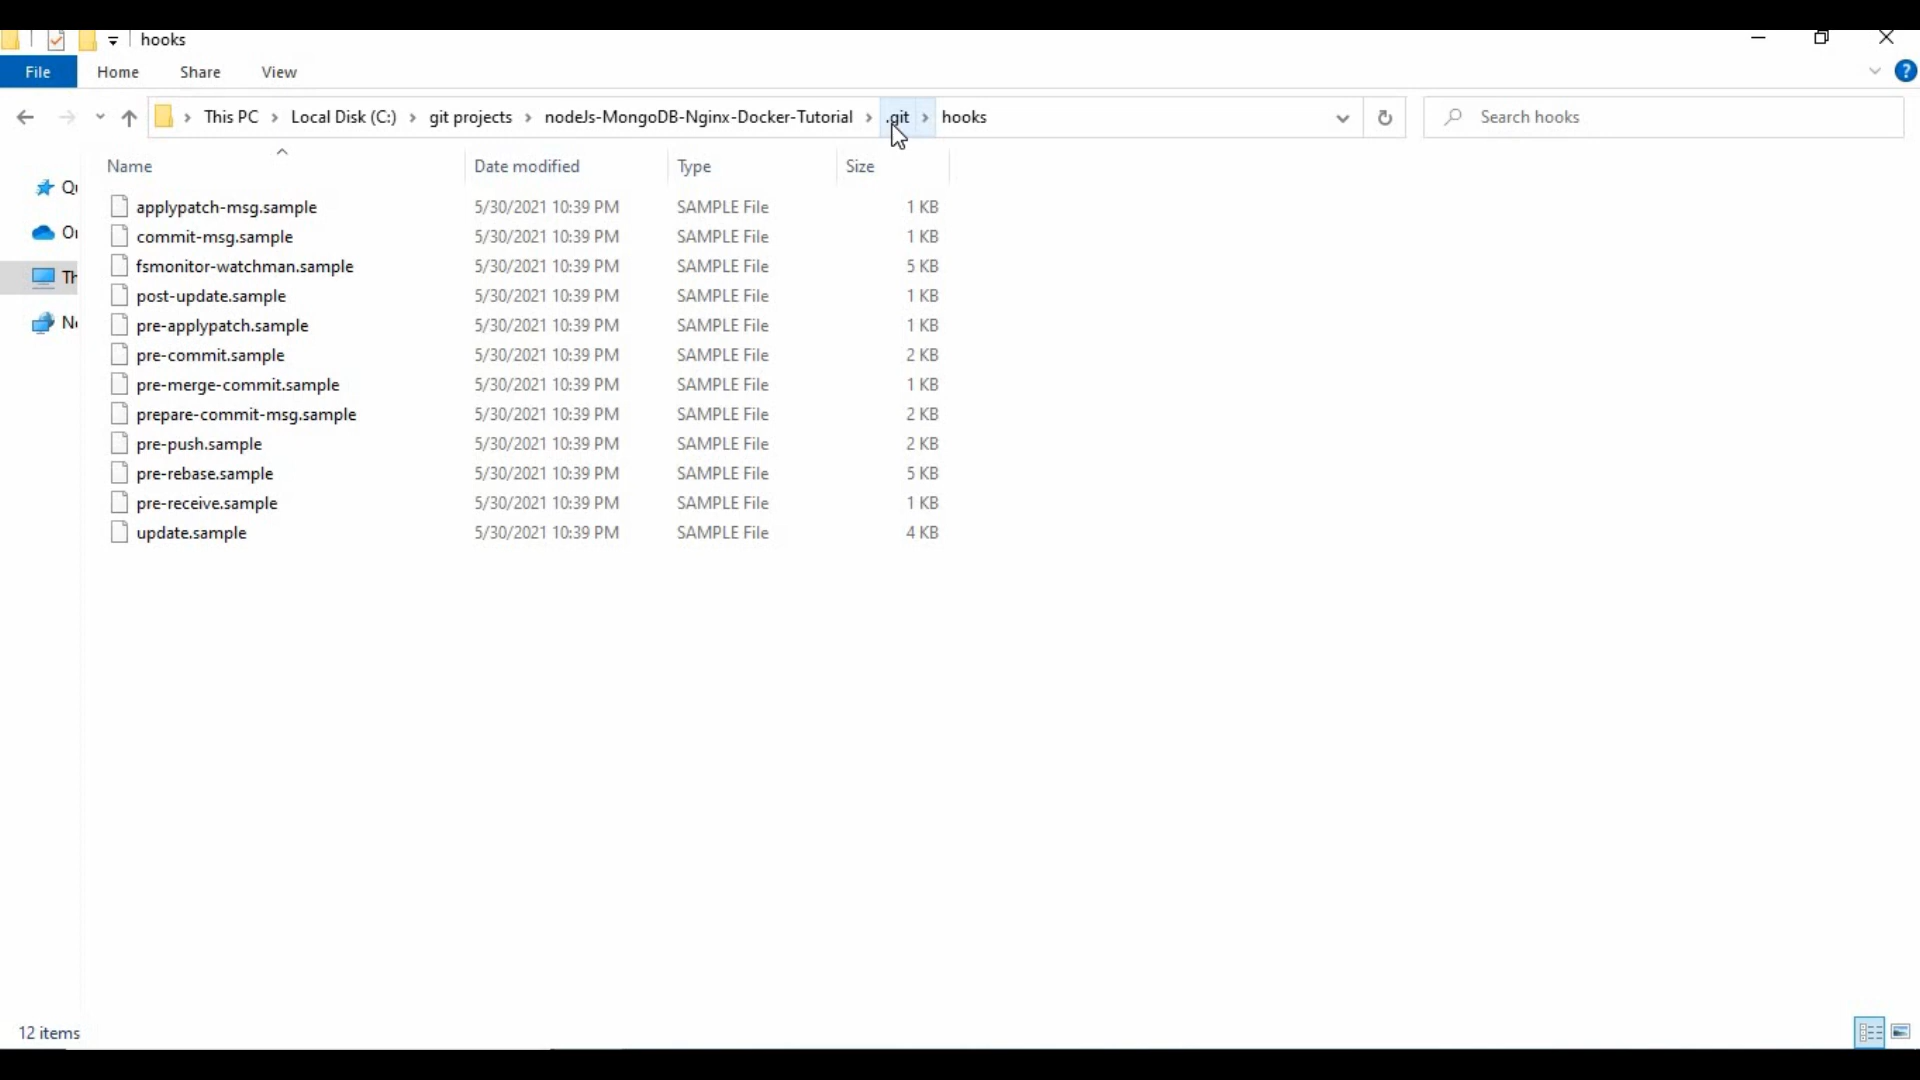 hooks
File Home Share View
This PC Local Disk (C:) git projects nodeJs-MongoDB-Nginx-Docker-Tutorial .git hooks Search hooks
Name Date modified Type Size
applypatch-msg.sample 5/30/2021 10:39 PM SAMPLE File 1 KB
commit-msg.sample 5/30/2021 10:39 PM SAMPLE File 1 KB
fsmonitor-watchman.sample 5/30/2021 10:39 PM SAMPLE File 5 KB
post-update.sample 5/30/2021 10:39 PM SAMPLE File 1 KB
pre-applypatch.sample 5/30/2021 10:39 PM SAMPLE File 1 KB
pre-commit.sample 5/30/2021 10:39 PM SAMPLE File 2 KB
pre-merge-commit.sample 5/30/2021 10:39 PM SAMPLE File 1 KB
prepare-commit-msg.sample 5/30/2021 10:39 PM SAMPLE File 2 KB
pre-push.sample 5/30/2021 10:39 PM SAMPLE File 2 KB
pre-rebase.sample 5/30/2021 10:39 PM SAMPLE File 5 KB
pre-receive.sample 5/30/2021 10:39 PM SAMPLE File 1 KB
update.sample 5/30/2021 10:39 PM SAMPLE File 4 KB
12 items